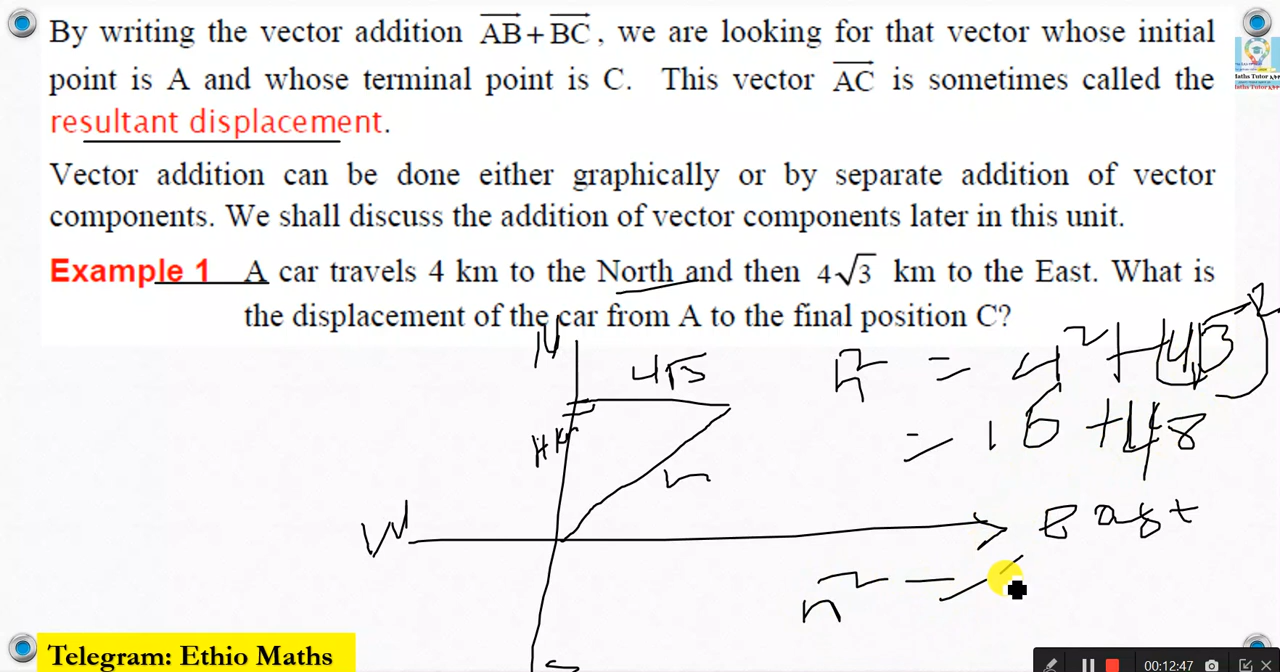 By writing the vector addition AB + BC, we are looking for that vector whose initial
point is A and whose terminal point is C. This vector AC is sometimes called the
resultant displacement.
Vector addition can be done either graphically or by separate addition of vector
components. We shall discuss the addition of vector components later in this unit.
Example 1 A car travels 4 km to the North and then 4√3 km to the East. What is
the displacement of the car from A to the final position C?
N
4√3
r² = 4² + (4√3)²
4km
= 16 + 48
r
W
East
r² =
Telegram: Ethio Maths
00:12:47